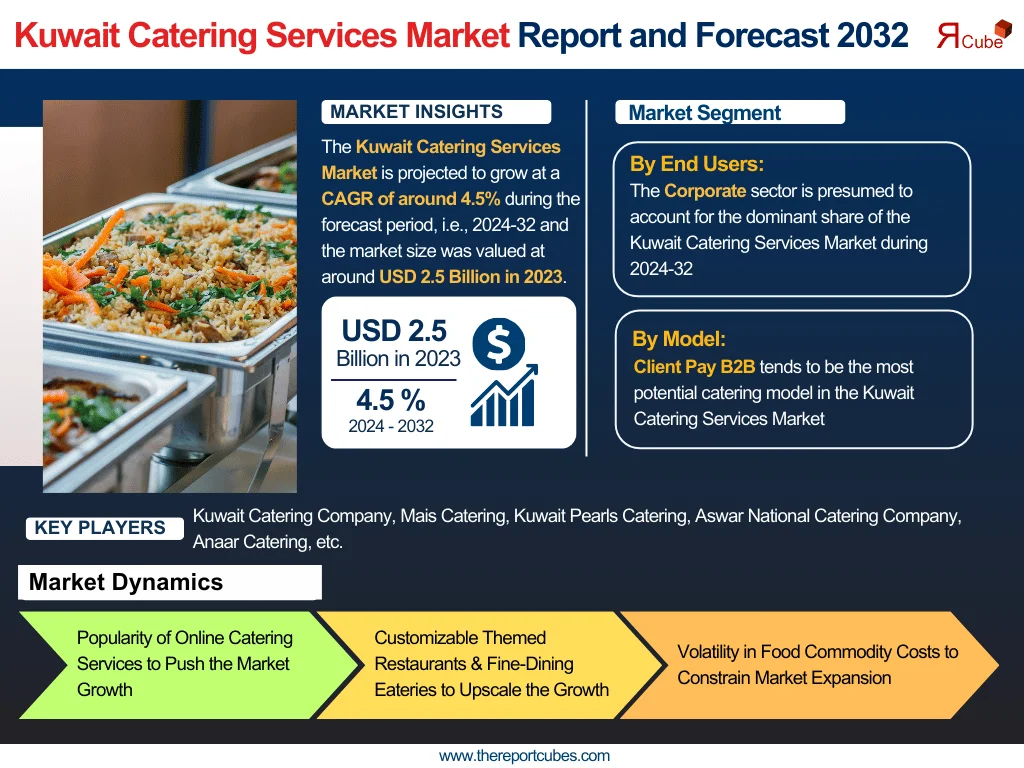 Kuwait Catering Services Market Report and Forecast 2032
ЯCube
MARKET INSIGHTS
The Kuwait Catering Services
Market is projected to grow at a
CAGR of around 4.5% during the
forecast period, i.e., 2024-32 and
the market size was valued at
around USD 2.5 Billion in 2023.
USD 2.5
Billion in 2023
$
4.5 %
2024 - 2032
Market Segment
By End Users:
The Corporate sector is presumed to
account for the dominant share of the
Kuwait Catering Services Market during
2024-32
By Model:
Client Pay B2B tends to be the most
potential catering model in the Kuwait
Catering Services Market
KEY PLAYERS
Kuwait Catering Company, Mais Catering, Kuwait Pearls Catering, Aswar National Catering Company,
Anaar Catering, etc.
Market Dynamics
Popularity of Online Catering
Services to Push the Market
Growth
Customizable Themed
Restaurants & Fine-Dining
Eateries to Upscale the Growth
Volatility in Food Commodity Costs to
Constrain Market Expansion
www.thereportcubes.com